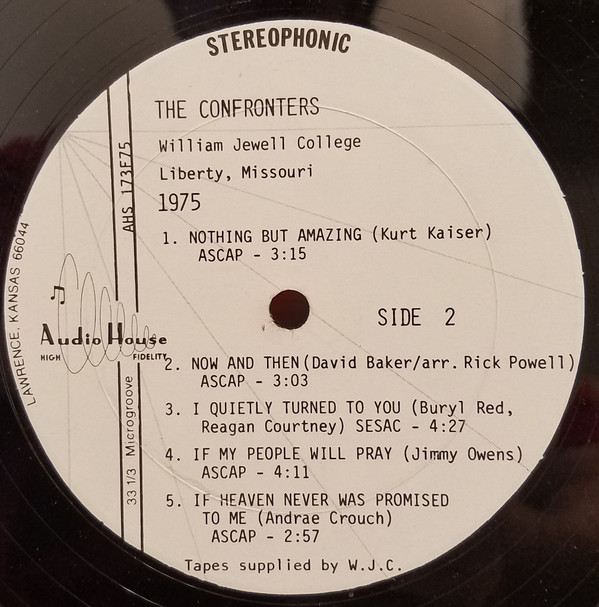 STEREOPHONIC
THE CONFRONTERS
William Jewell College
Liberty, Missouri
1975
1. NOTHING BUT AMAZING (Kurt Kaiser)
ASCAP - 3:15
SIDE 2
2. NOW AND THEN(David Baker/arr. Rick Powell)
ASCAP - 3:03
3. I QUIETLY TURNED TO YOU (Buryl Red,
Reagan Courtney) SESAC - 4:27
4. IF MY PEOPLE WILL PRAY (Jimmy Owens)
ASCAP - 4:11
5. IF HEAVEN NEVER WAS PROMISED
TO ME (Andrae Crouch)
ASCAP - 2:57
Tapes supplied by W.J.C.
AHS 173F75
LAWRENCE, KANSAS 66044
Audio House
HIGH FIDELITY
33 1/3 Microgroove